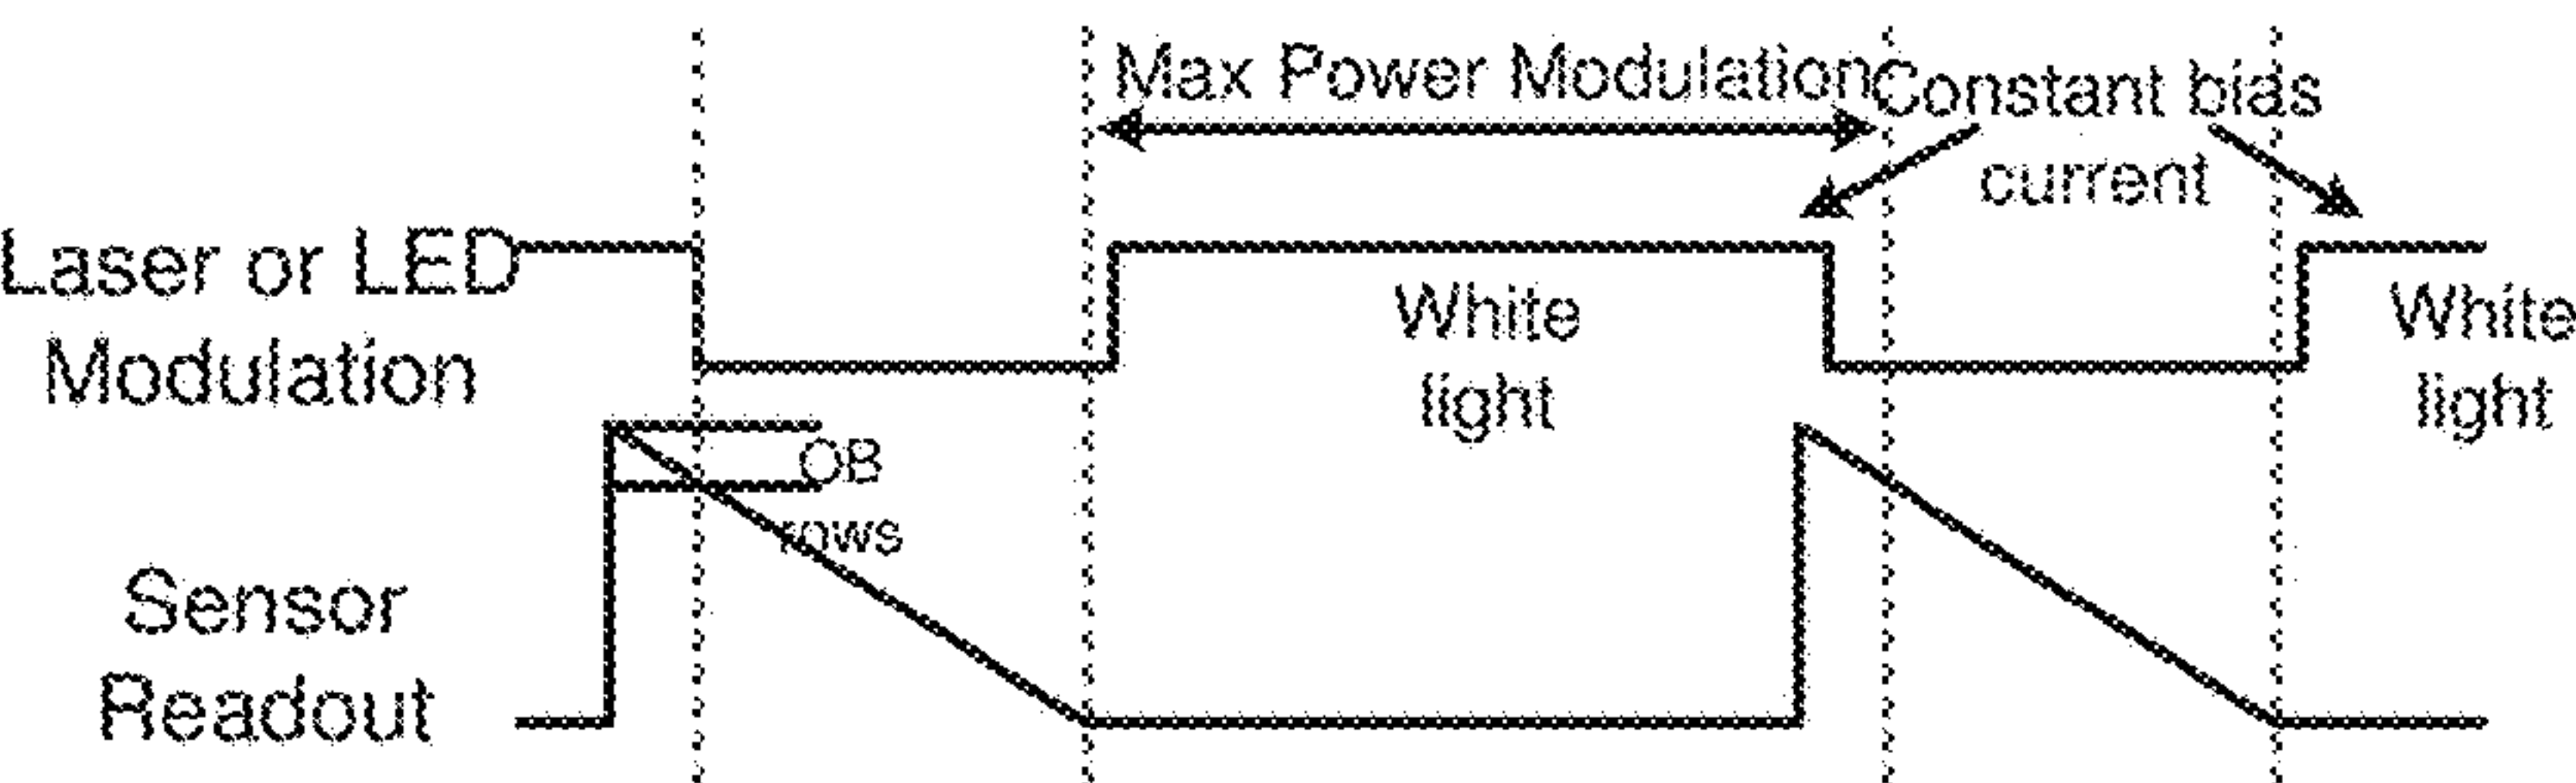 Max Power Modulation
Constant bias
current
Laser or LED
Modulation
White
light
White
light
OB
rows
Sensor
Readout